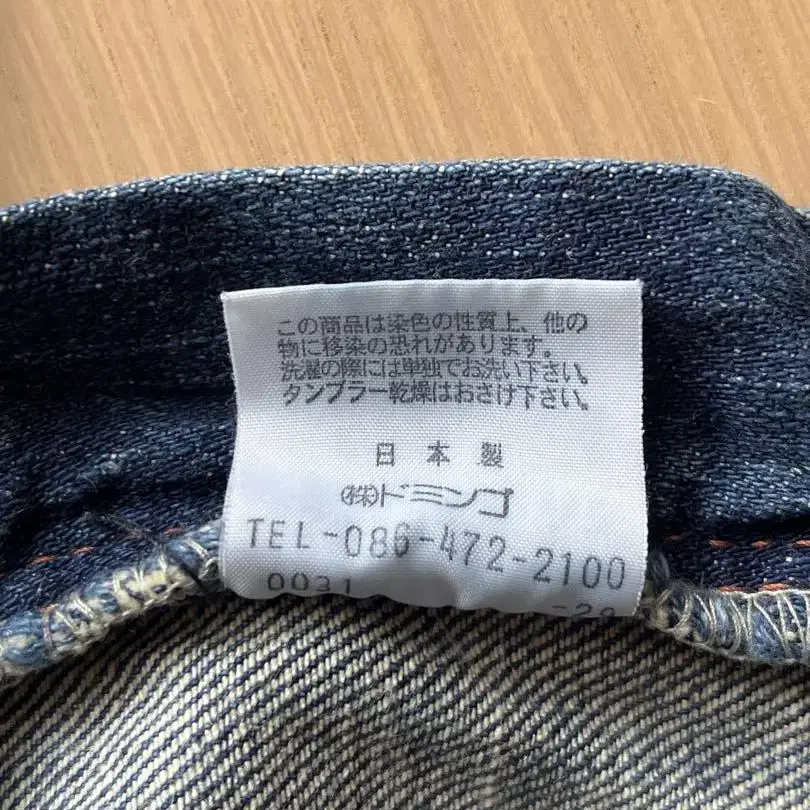 この商品は染色の性質上、他の
物に移染の恐れがあります。
洗濯の際には単独でお洗い下さい。
タンブラー乾燥はおさけ下さい。
日本製
㈱ドミンゴ
TEL-086-472-2100
0031 -29